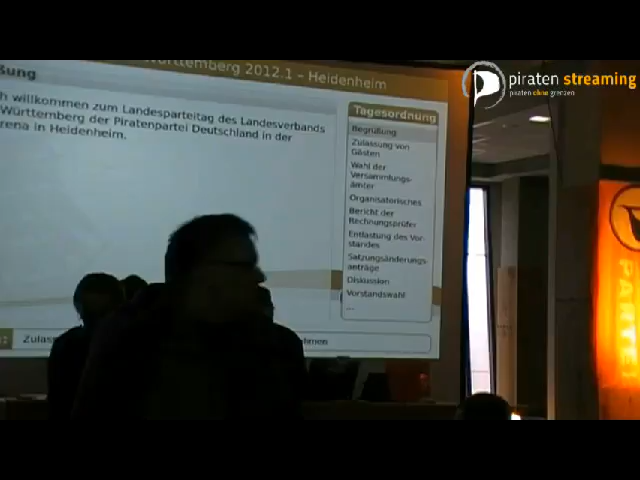 württemberg 2012.1 – Heidenheim
ßung
h willkommen zum Landesparteitag des Landesverbands
Württemberg der Piratenpartei Deutschland in der
rena in Heidenheim.
Tagesordnung
Begrüßung
Zulassung von
Gästen
Wahl der
Versammlungs-
ämter
Organisatorisches
Bericht der
Rechnungsprüfer
Entlastung des Vor-
standes
Satzungsänderungs-
anträge
Diskussion
Vorstandswahl
...
Zulas
hmen
piraten streaming
piraten ohne grenzen
PARTEI